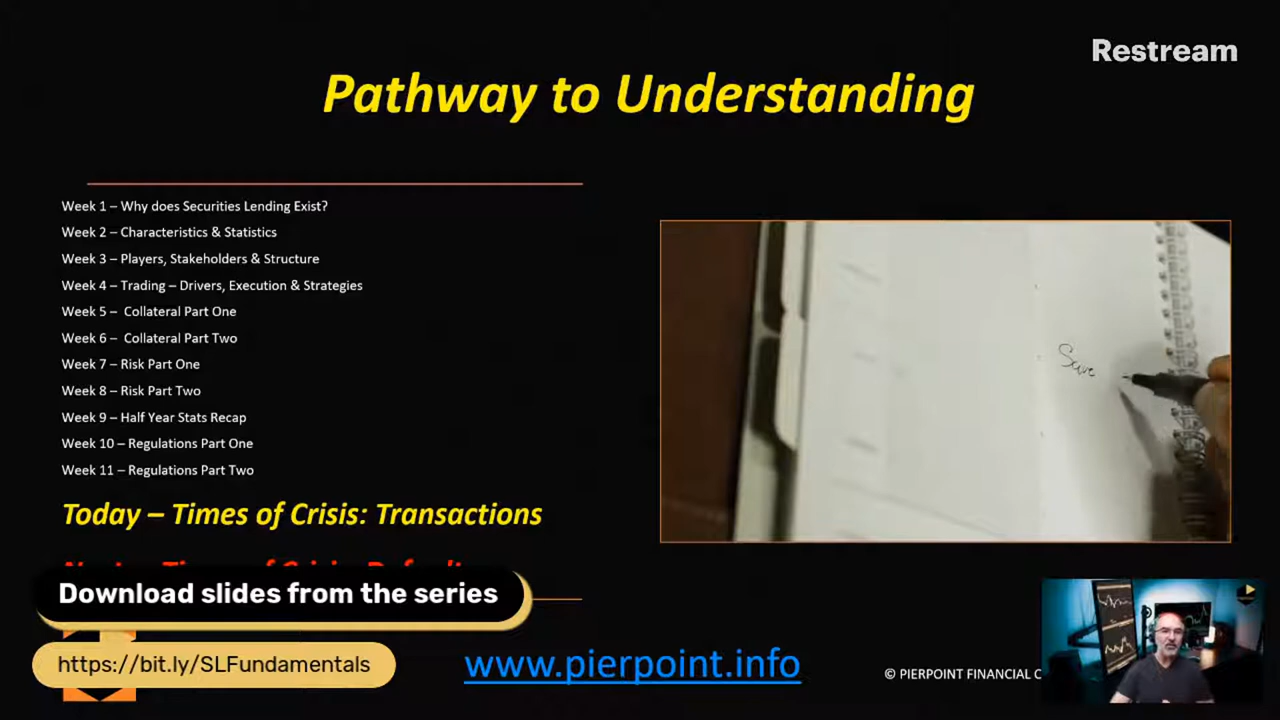 Restream
Pathway to Understanding
Week 1 – Why does Securities Lending Exist?
Week 2 – Characteristics & Statistics
Week 3 – Players, Stakeholders & Structure
Week 4 – Trading – Drivers, Execution & Strategies
Week 5 – Collateral Part One
Week 6 – Collateral Part Two
Week 7 – Risk Part One
Week 8 – Risk Part Two
Week 9 – Half Year Stats Recap
Week 10 – Regulations Part One
Week 11 – Regulations Part Two
Today – Times of Crisis: Transactions
Download slides from the series
https://bit.ly/SLFundamentals
www.pierpoint.info
© PIERPOINT FINANCIAL C